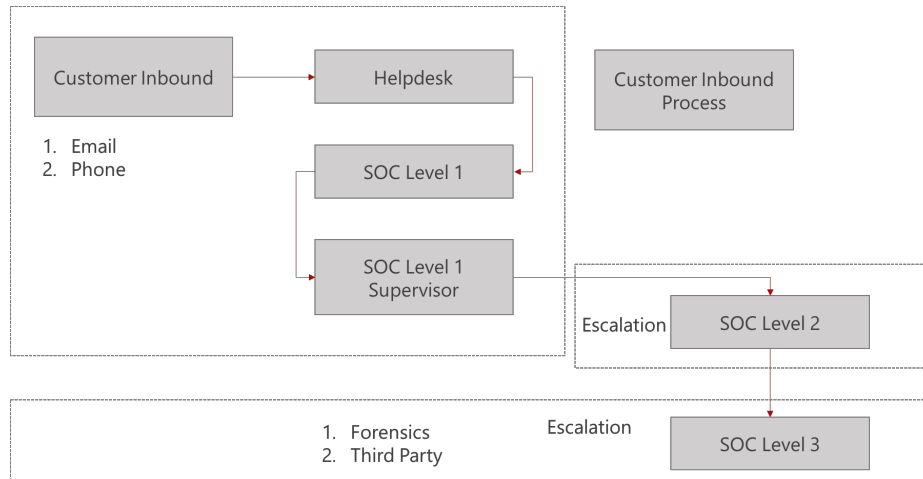 Customer Inbound
Helpdesk
Customer Inbound
Process
1. Email
2. Phone
SOC Level 1
SOC Level 1
Supervisor
Escalation
SOC Level 2
1. Forensics
2. Third Party
Escalation
SOC Level 3